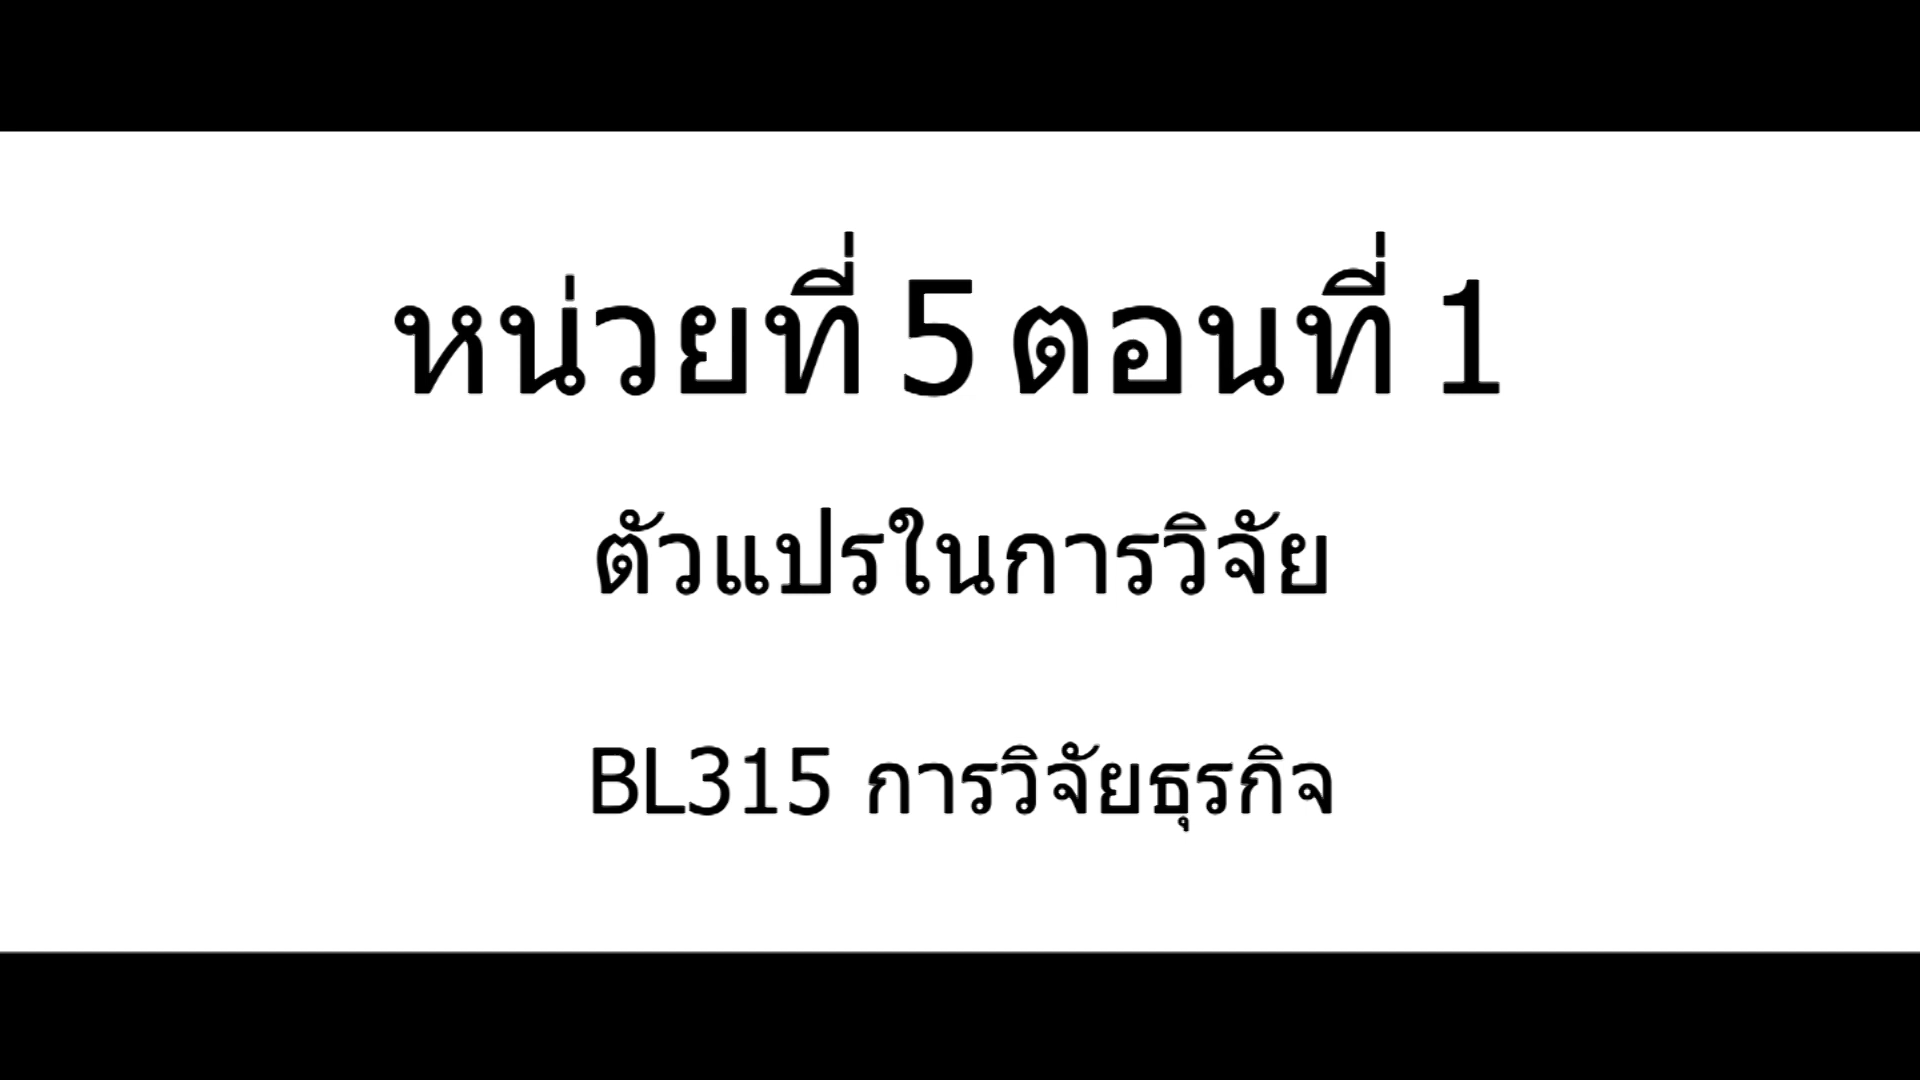 หน่วยที่ 5 ตอนที่ 1
ตัวแปรในการวิจัย
BL315 การวิจัยธุรกิจ